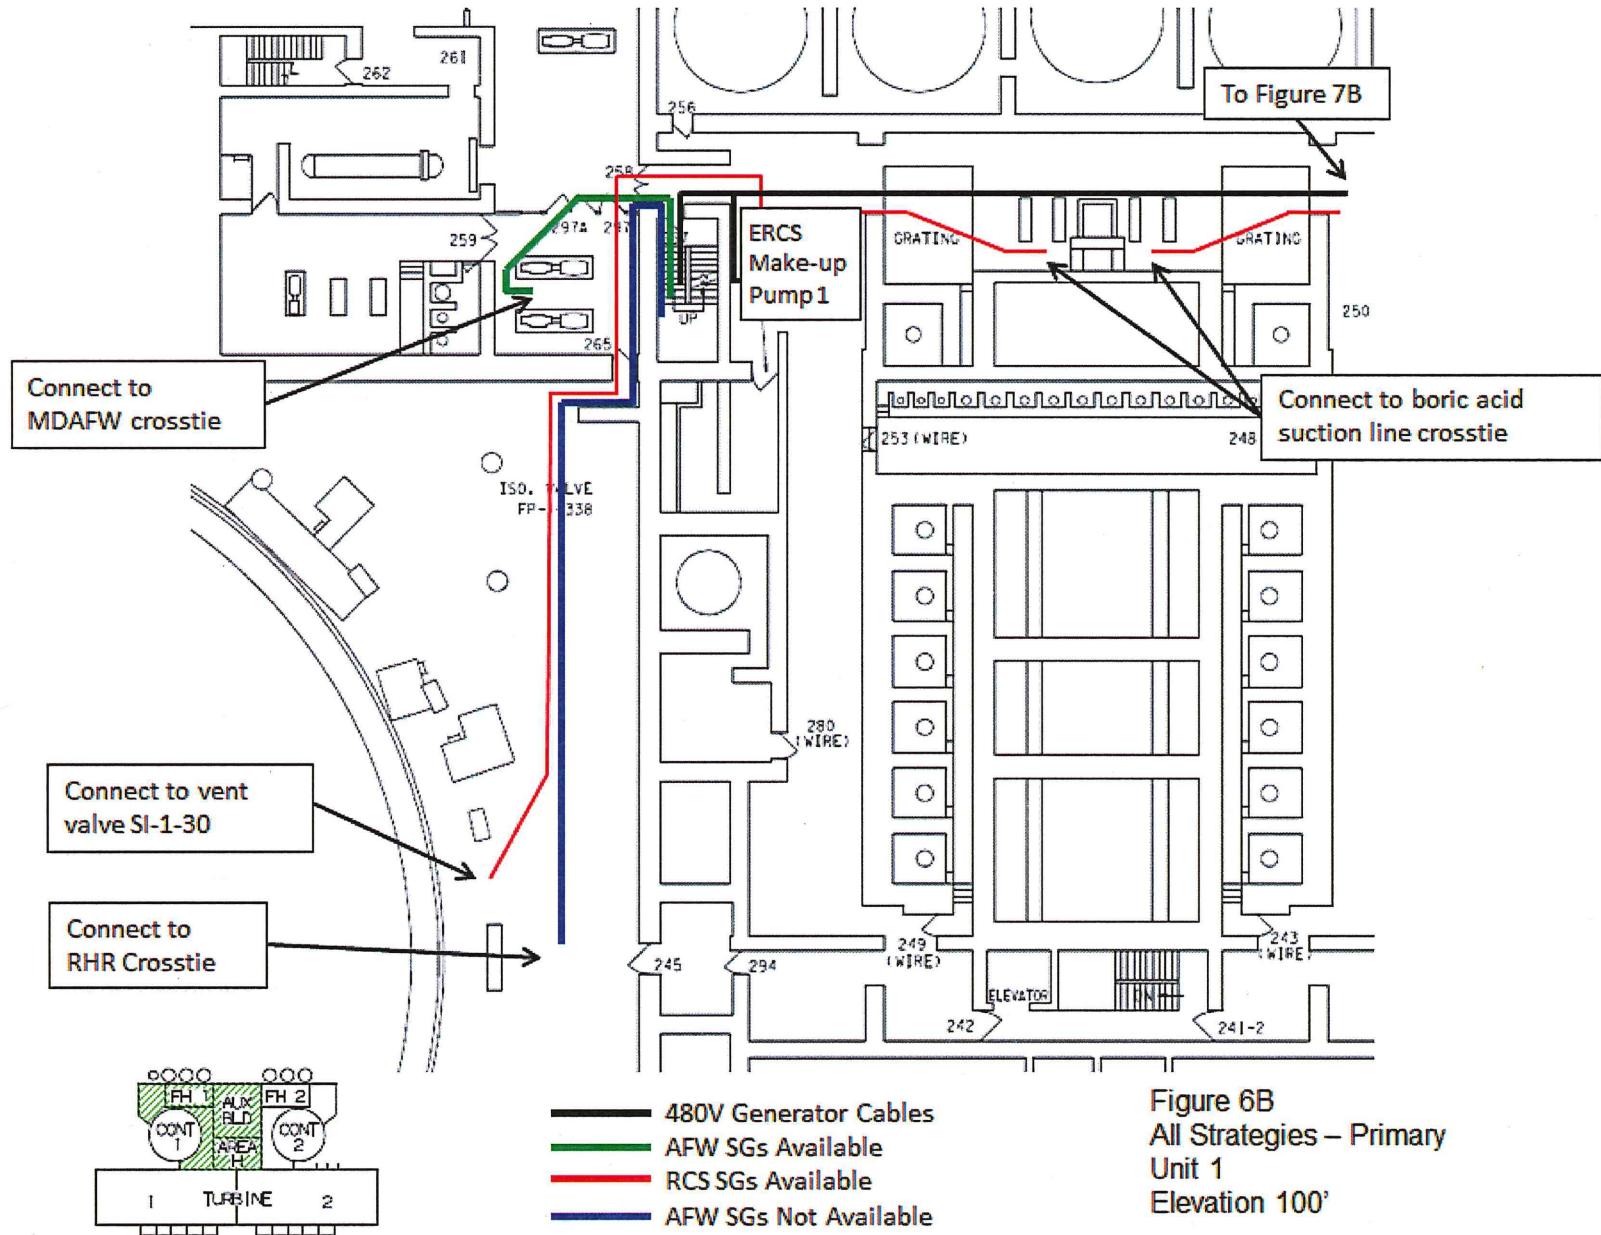 261
262
To Figure 7B
256
258
297A
259
ERCS
Make-up
Pump 1
GRATING
GRATING
UP
250
265
Connect to
MDAFW crosstie
Connect to boric acid
suction line crosstie
253 (WIRE)
248
ISO. VALVE
280
(WIRE)
Connect to vent
valve SI-1-30
Connect to
RHR Crosstie
245
294
249
(WIRE)
243
(WIRE)
ELEVATOR
DN
242
241-2
FH 1
AUX
BLD
FH 2
CONT
1
AREA
H
CONT
2
1 TURBINE 2
480V Generator Cables
AFW SGs Available
RCS SGs Available
AFW SGs Not Available
Figure 6B
All Strategies – Primary
Unit 1
Elevation 100'